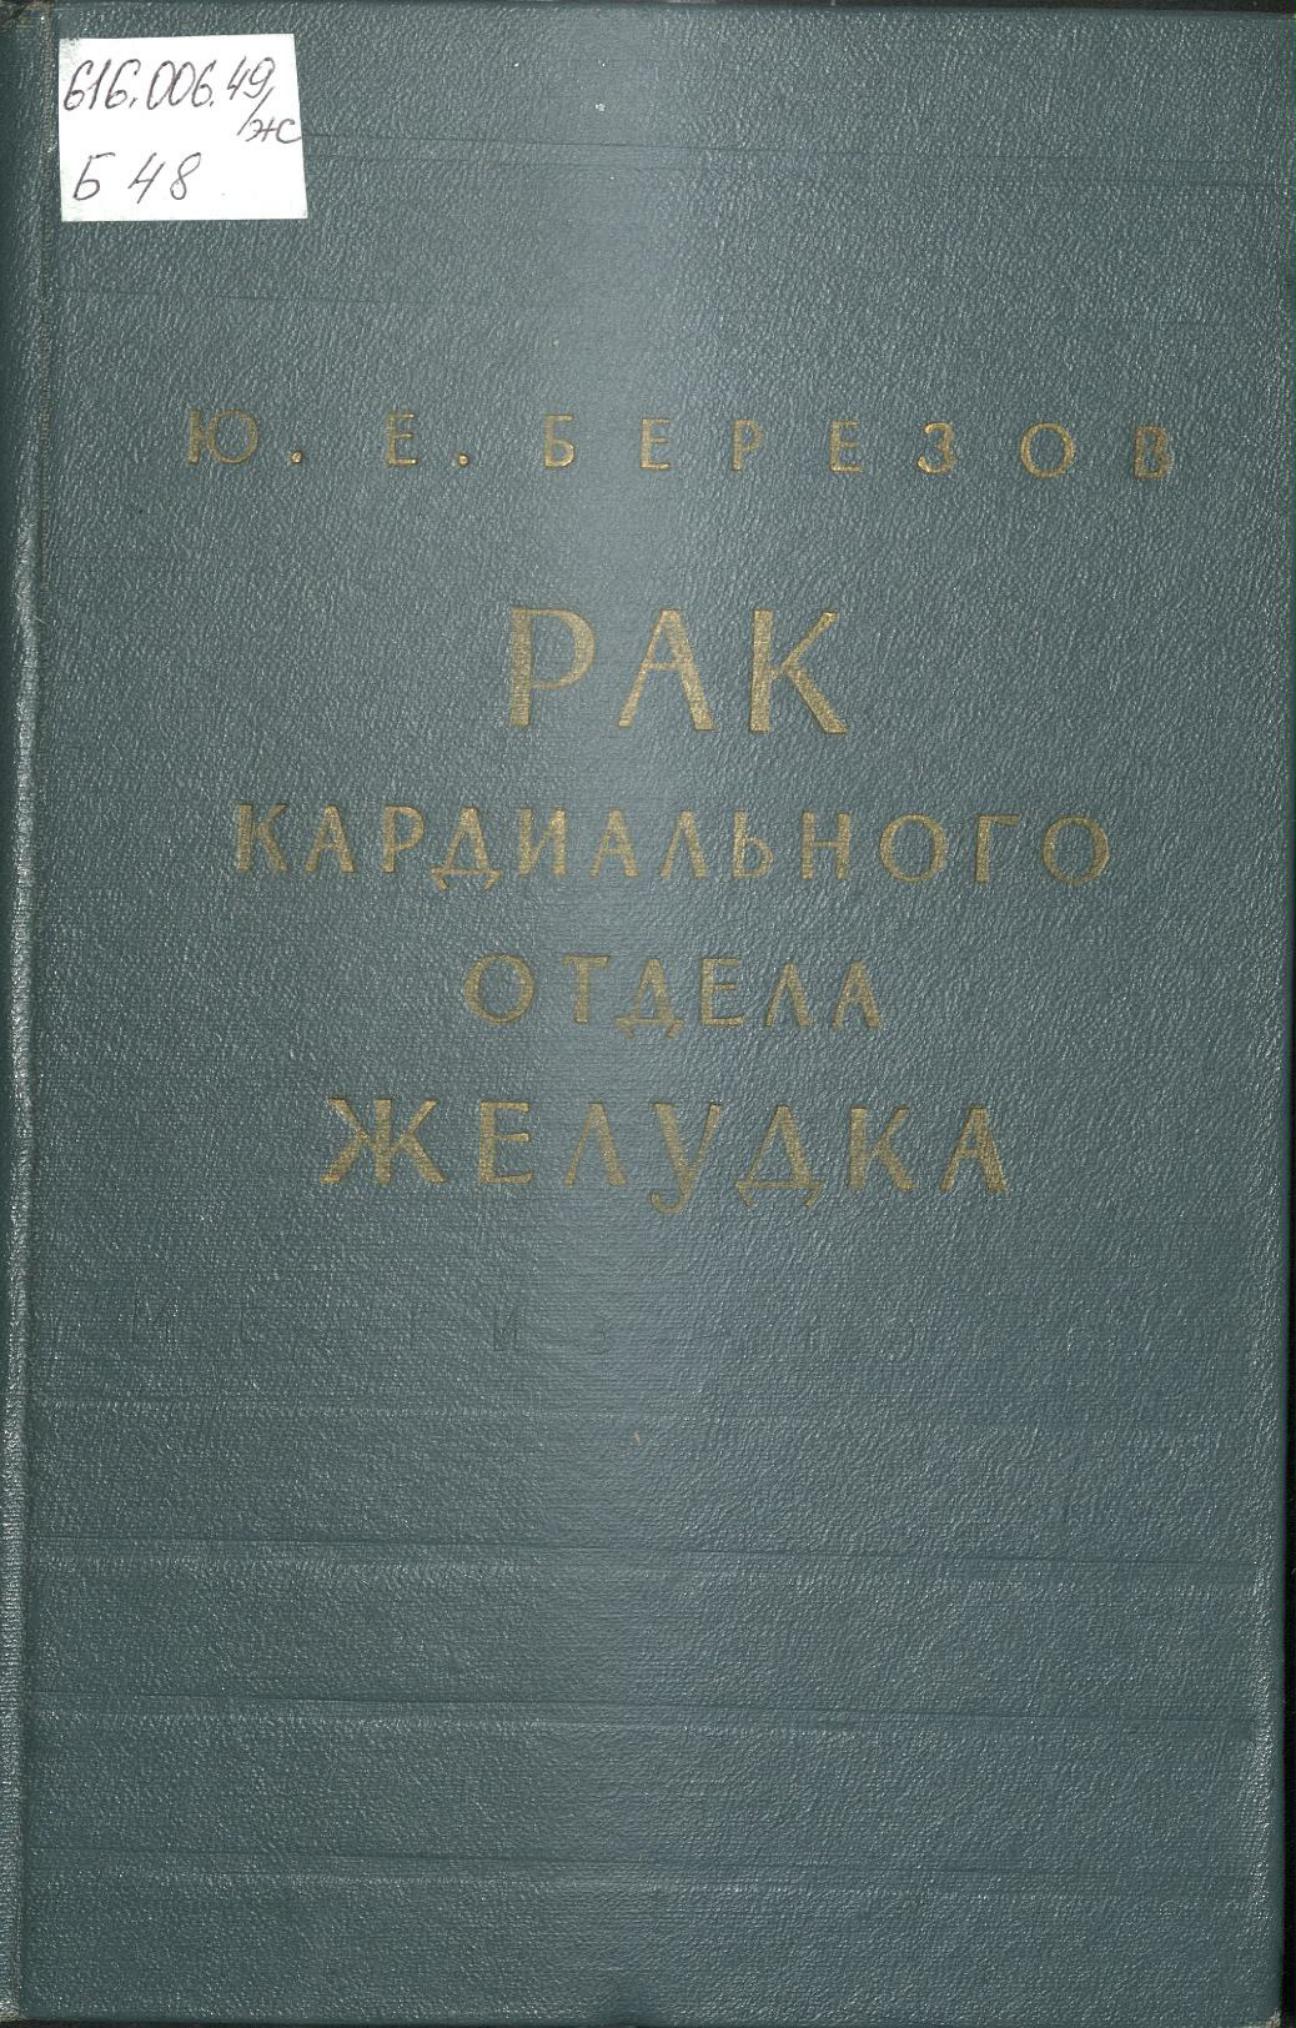 616.006.49/
жс
Б 48
Ю. Е. БЕРЕЗОВ
РАК
КАРДИАЛЬНОГО
ОТДЕЛА
ЖЕЛУДКА